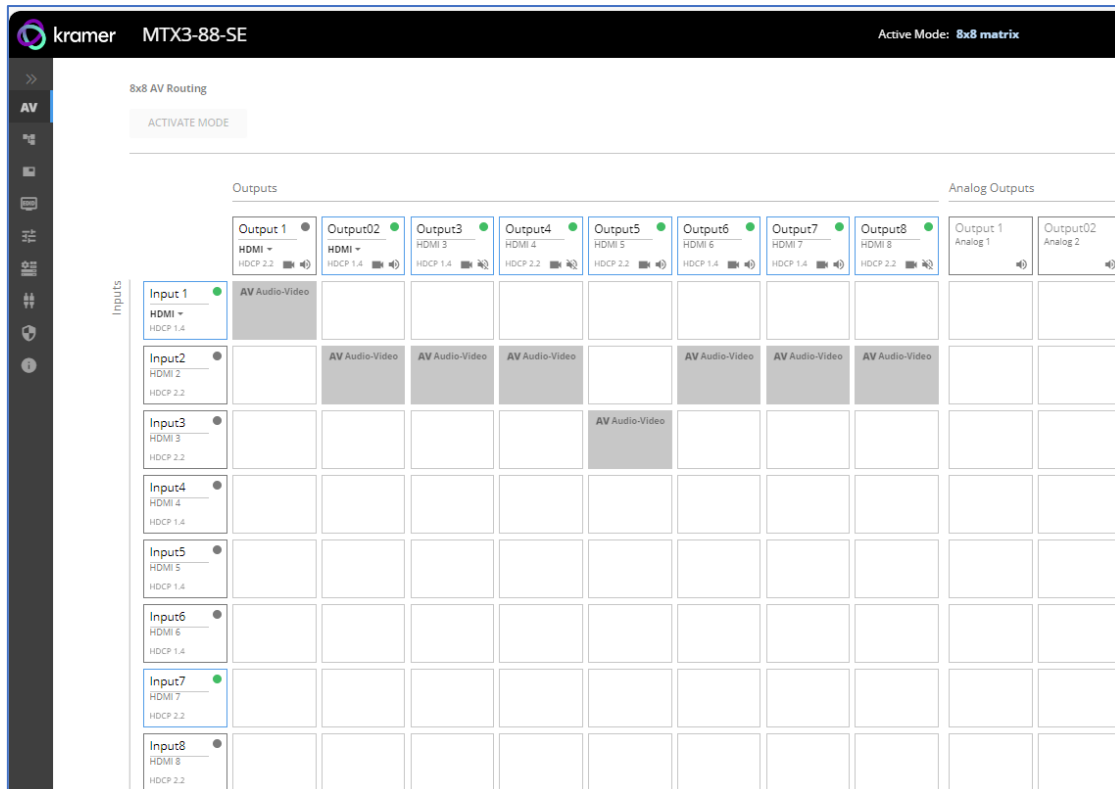 kramer MTX3-88-SE Active Mode: 8x8 matrix
8x8 AV Routing
AV
ACTIVATE MODE
Outputs Analog Outputs
Output 1 Output02 Output3 Output4 Output5 Output6 Output7 Output8 Output 1 Output02
HDMI HDMI HDMI 3 HDMI 4 HDMI 5 HDMI 6 HDMI 7 HDMI 8 Analog 1 Analog 2
HDCP 2.2 HDCP 1.4 HDCP 1.4 HDCP 2.2 HDCP 2.2 HDCP 1.4 HDCP 1.4 HDCP 2.2
Inputs
Input 1 AV Audio-Video
HDMI
HDCP 1.4
Input2 AV Audio-Video AV Audio-Video AV Audio-Video AV Audio-Video AV Audio-Video AV Audio-Video
HDMI 2
HDCP 2.2
Input3 AV Audio-Video
HDMI 3
HDCP 2.2
Input4
HDMI 4
HDCP 1.4
Input5
HDMI 5
HDCP 1.4
Input6
HDMI 6
HDCP 1.4
Input7
HDMI 7
HDCP 2.2
Input8
HDMI 8
HDCP 2.2